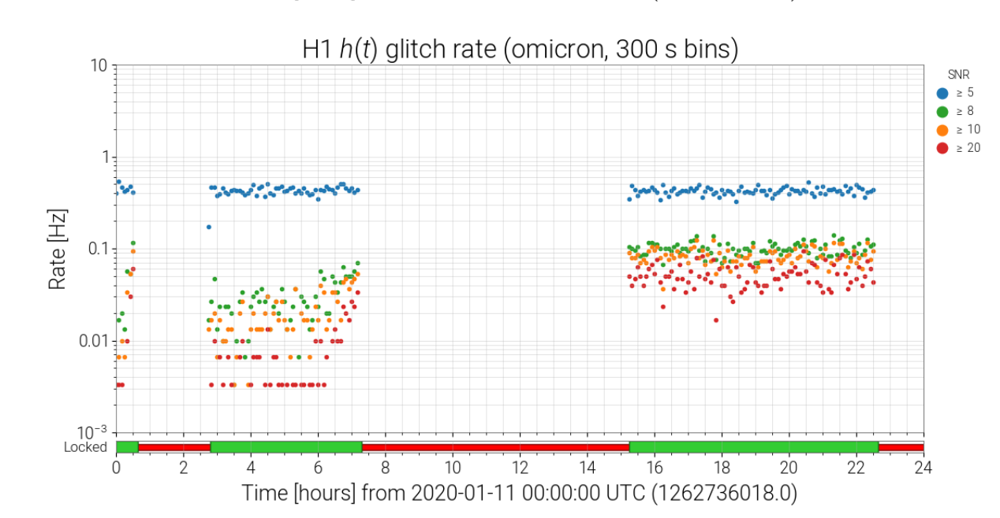 H1 h(t) glitch rate (omicron, 300 s bins)
SNR
≥ 5
≥ 8
≥ 10
≥ 20
10
1
0.1
0.01
10⁻³
Rate [Hz]
Locked
0 2 4 6 8 10 12 14 16 18 20 22 24
Time [hours] from 2020-01-11 00:00:00 UTC (1262736018.0)